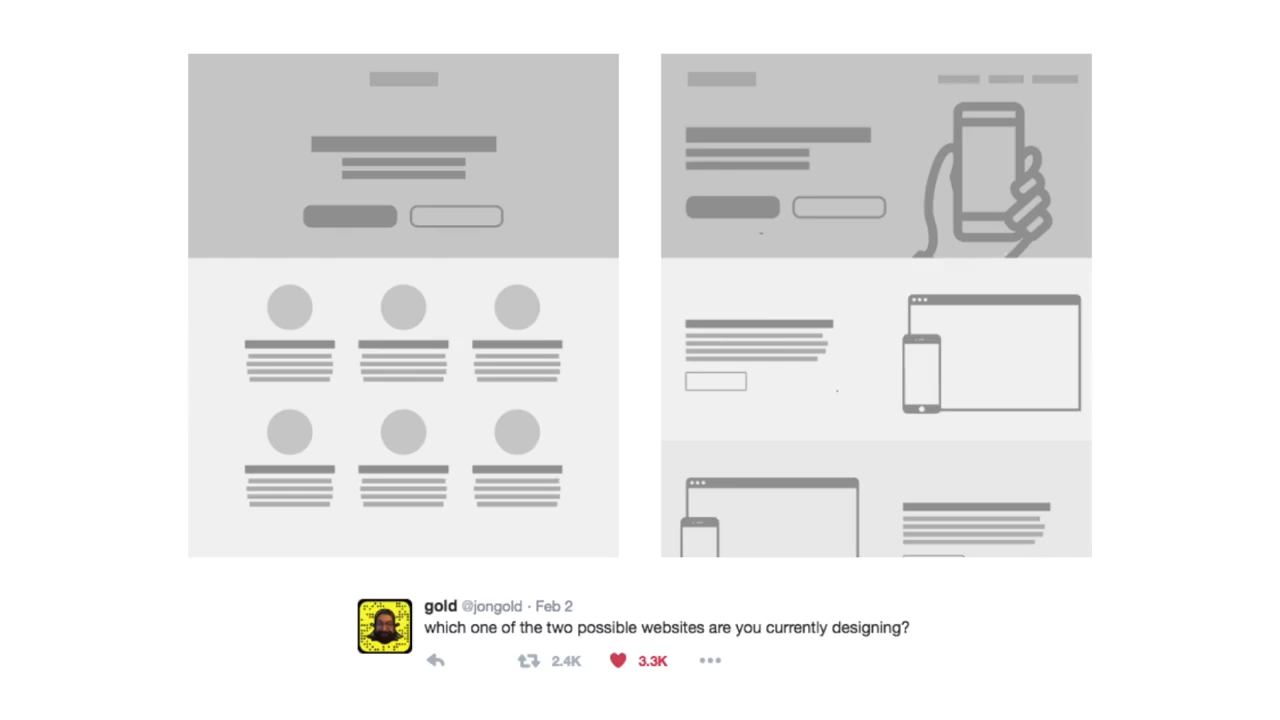 gold @jongold · Feb 2
which one of the two possible websites are you currently designing?
2.4K 3.3K